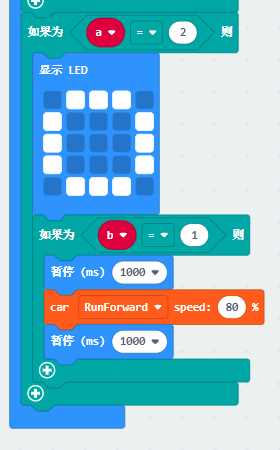 如果为 a = 2 则
显示 LED
如果为 b = 1 则
暂停 (ms) 1000
car RunForward speed: 80 %
暂停 (ms) 1000